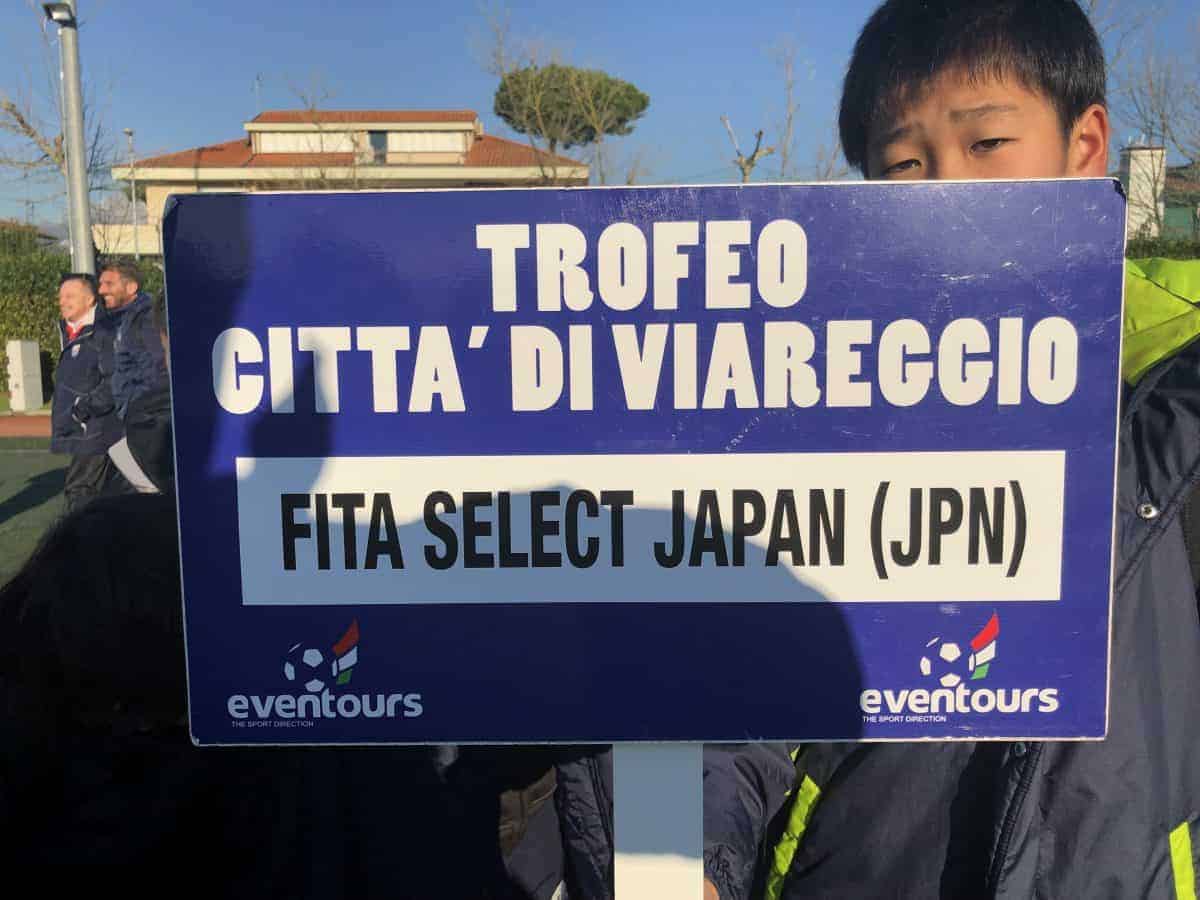 TROFEO
CITTA' DI VIAREGGIO
FITA SELECT JAPAN (JPN)
eventours
THE SPORT DIRECTION
eventours
THE SPORT DIRECTION